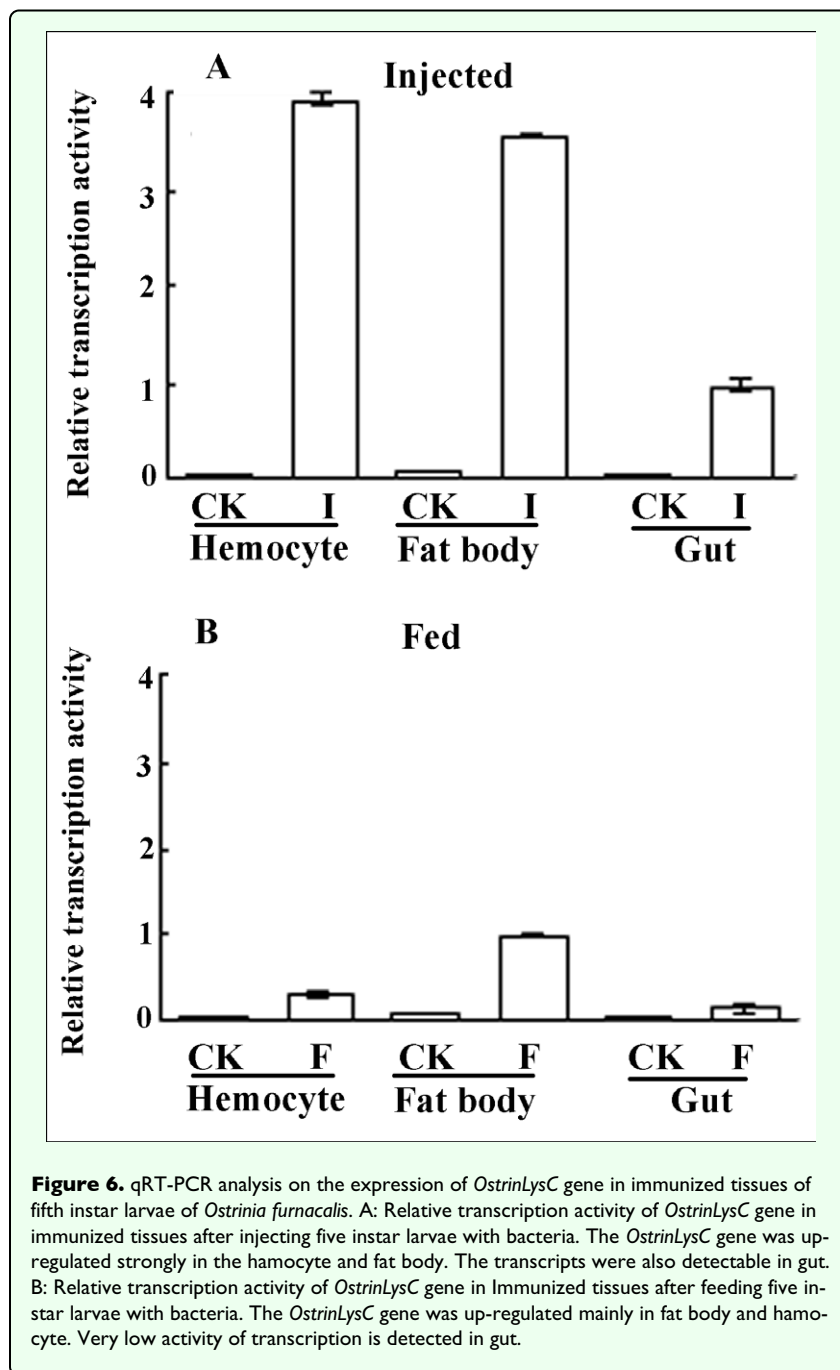 A Injected
Relative transcription activity
4
3
2
1
0
CK I CK I CK I
Hemocyte Fat body Gut
B Fed
Relative transcription activity
4
3
2
1
0
CK F CK F CK F
Hemocyte Fat body Gut
Figure 6. qRT-PCR analysis on the expression of OstrinLysC gene in immunized tissues of
fifth instar larvae of Ostrinia furnacalis. A: Relative transcription activity of OstrinLysC gene in
immunized tissues after injecting five instar larvae with bacteria. The OstrinLysC gene was up-
regulated strongly in the hamocyte and fat body. The transcripts were also detectable in gut.
B: Relative transcription activity of OstrinLysC gene in Immunized tissues after feeding five in-
star larvae with bacteria. The OstrinLysC gene was up-regulated mainly in fat body and hamo-
cyte. Very low activity of transcription is detected in gut.